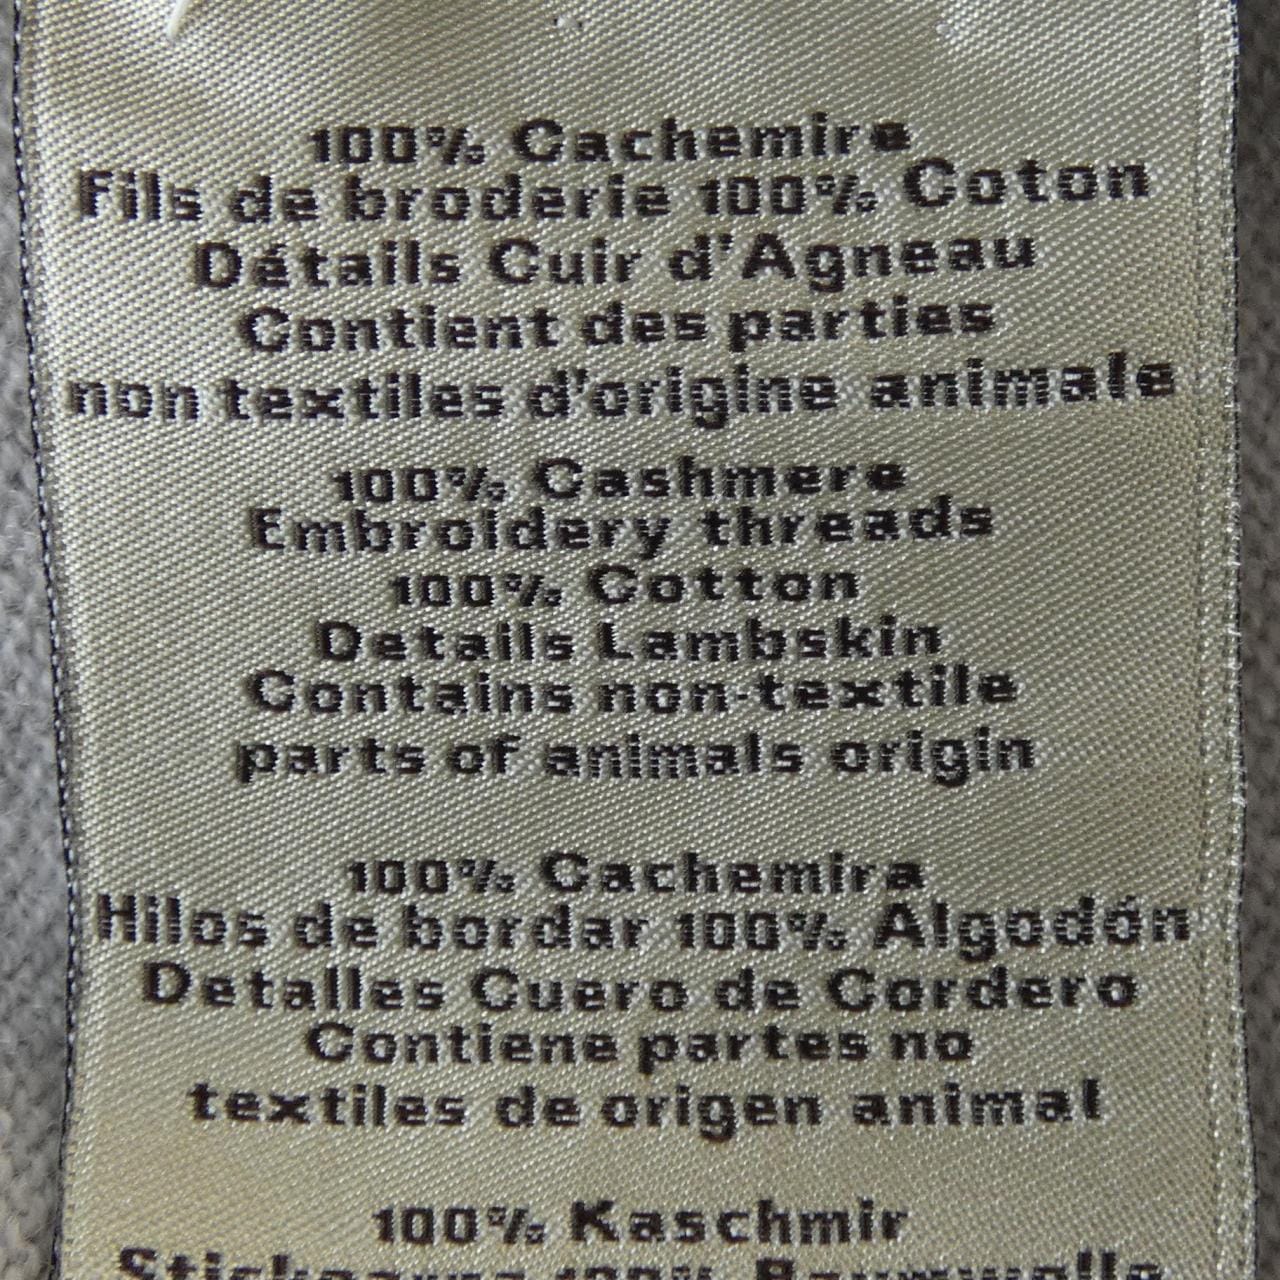 100% Cachemire
Fils de broderie 100% Coton
Détails Cuir d'Agneau
Contient des parties
non textiles d'origine animale
100% Cashmere
Embroidery threads
100% Cotton
Details Lambskin
Contains non-textile
parts of animals origin
100% Cachemira
Hilos de bordar 100% Algodón
Detalles Cuero de Cordero
Contiene partes no
textiles de origen animal
100% Kaschmir
100% Baumwolle